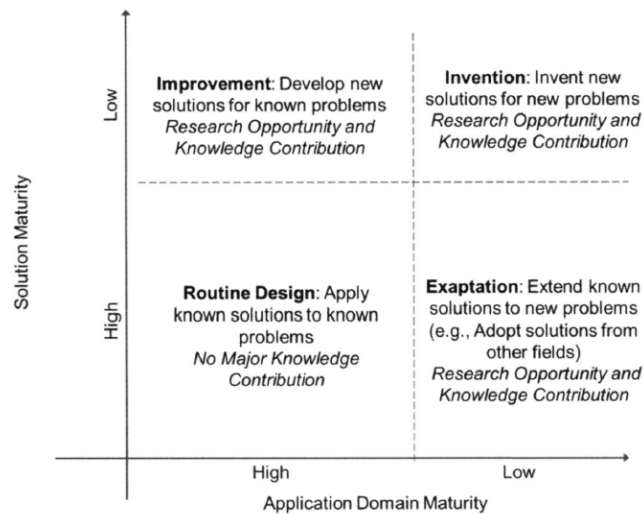 Improvement: Develop new
solutions for known problems
Research Opportunity and
Knowledge Contribution
Invention: Invent new
solutions for new problems
Research Opportunity and
Knowledge Contribution
Low
Solution Maturity
High
Routine Design: Apply
known solutions to known
problems
No Major Knowledge
Contribution
Exaptation: Extend known
solutions to new problems
(e.g., Adopt solutions from
other fields)
Research Opportunity and
Knowledge Contribution
High
Low
Application Domain Maturity